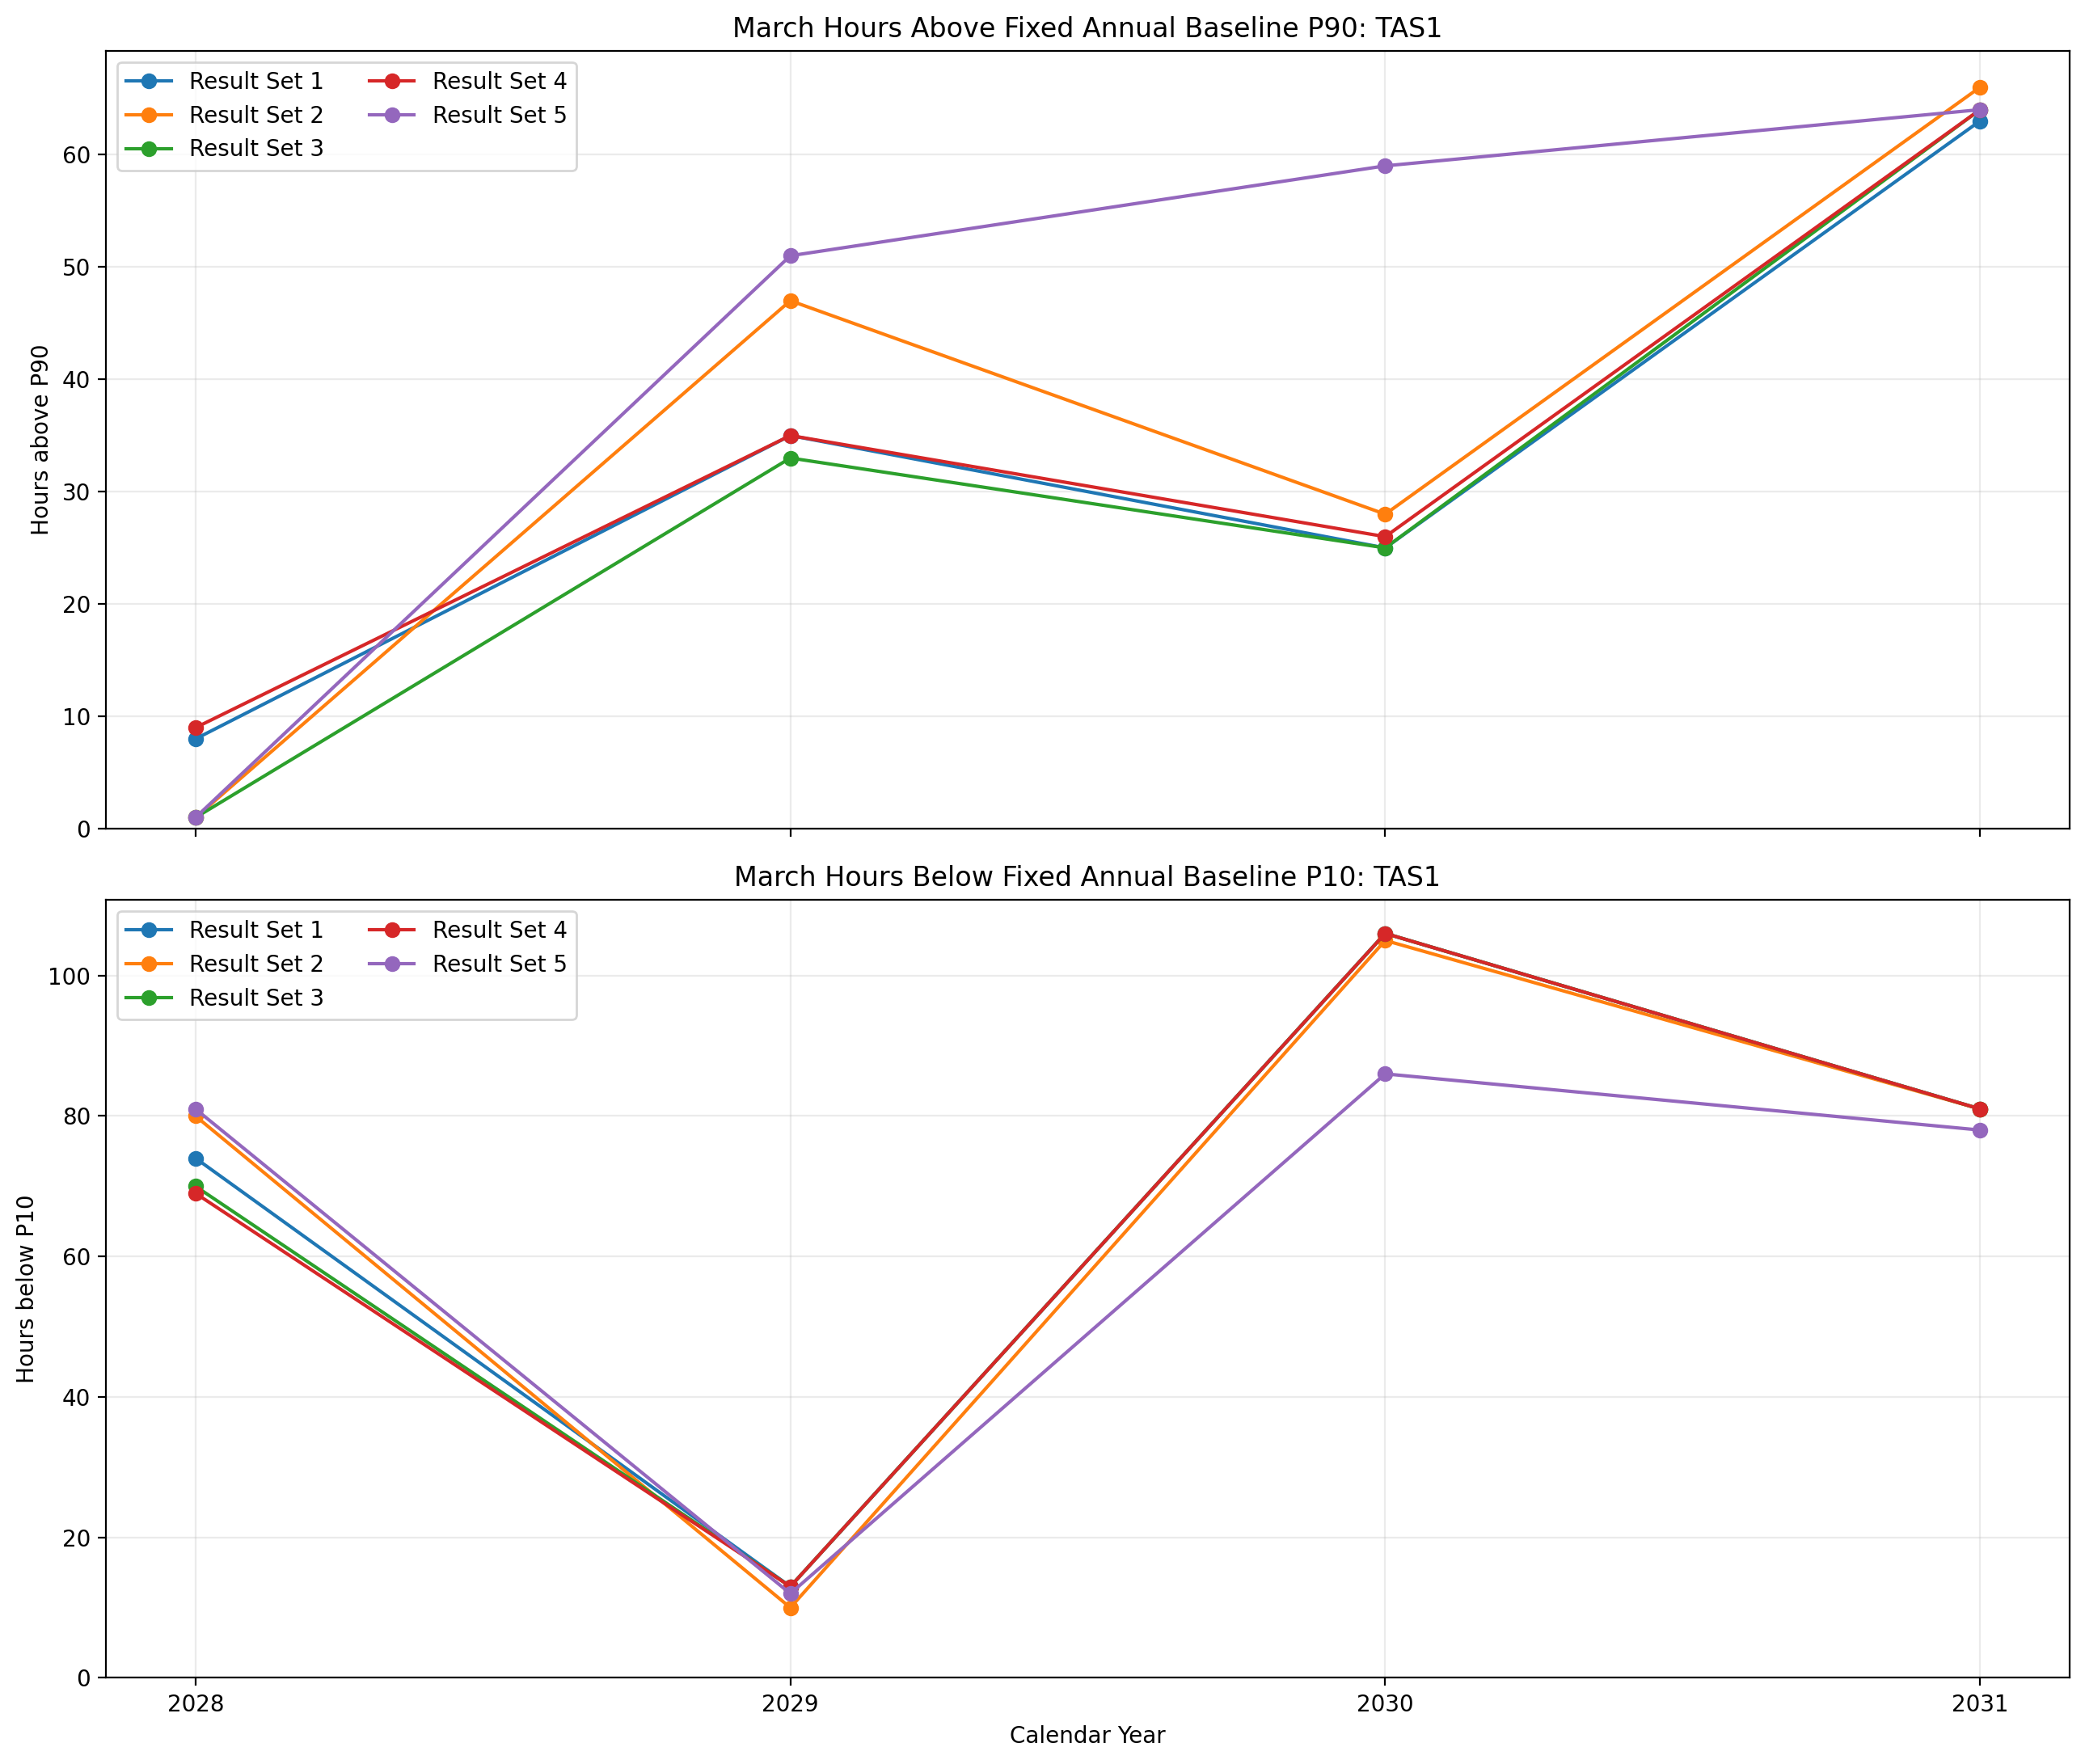 March Hours Above Fixed Annual Baseline P90: TAS1
Result Set 1
Result Set 2
Result Set 3
Result Set 4
Result Set 5
Hours above P90
60
50
40
30
20
10
0
March Hours Below Fixed Annual Baseline P10: TAS1
Result Set 1
Result Set 2
Result Set 3
Result Set 4
Result Set 5
Hours below P10
100
80
60
40
20
0
2028 2029 2030 2031
Calendar Year